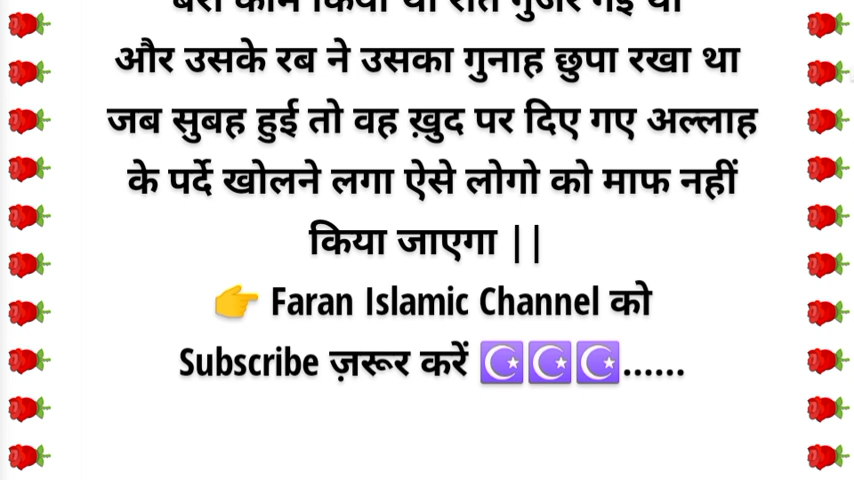 और उसके रब ने उसका गुनाह छुपा रखा था
जब सुबह हुई तो वह ख़ुद पर दिए गए अल्लाह
के पर्दे खोलने लगा ऐसे लोगो को माफ नहीं
किया जाएगा ||
👉 Faran Islamic Channel को
Subscribe ज़रूर करें ☪️☪️☪️......